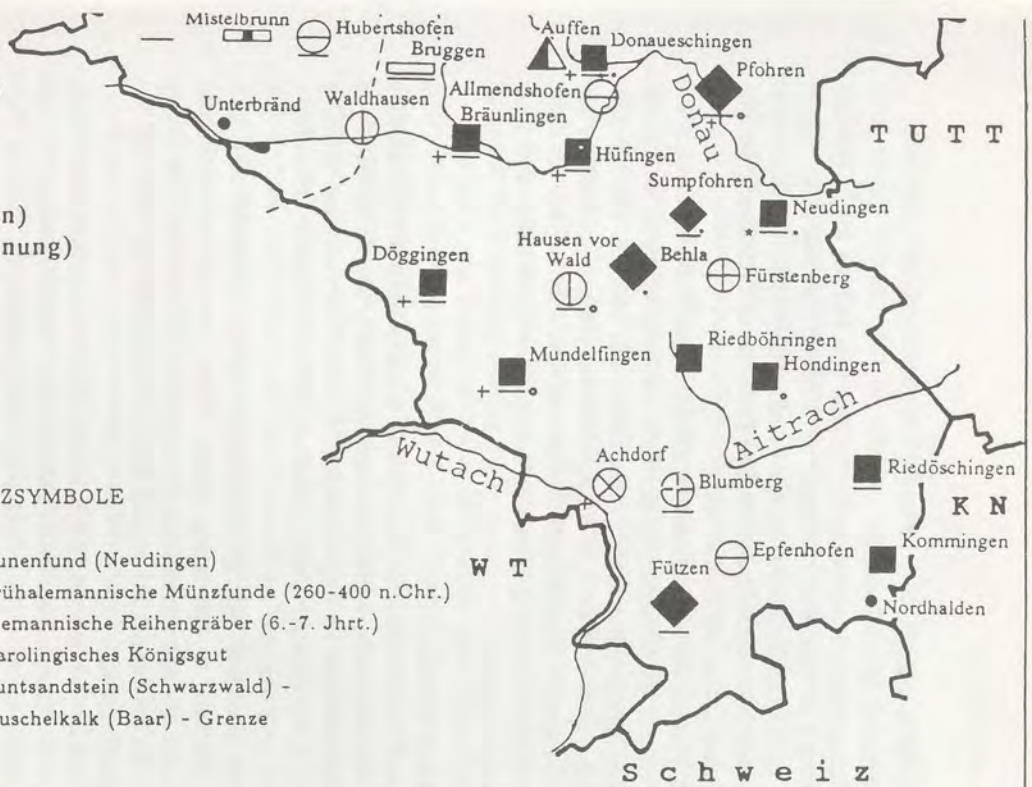 Mistelbrunn
Hubertshofen
Auffen
Donaueschingen
Bruggen
Pfohren
Unterbränd
Waldhausen
Allmendshofen
Donau
TUTT
Bräunlingen
Hüfingen
Sumpfohren
n)
Neudingen
nung)
Hausen vor
Wald
Döggingen
Behla
Fürstenberg
Mundelfingen
Riedböhringen
Hondingen
Aitrach
Wutach
Achdorf
Blumberg
Riedöschingen
ZSYMBOLE
KN
unenfund (Neudingen)
WT
Epfenhofen
Kommingen
rühalemannische Münzfunde (260-400 n.Chr.)
Fützen
Nordhalden
emannische Reihengräber (6.-7. Jhrt.)
arolingisches Königsgut
untsandstein (Schwarzwald) -
uschelkalk (Baar) - Grenze
Schweiz